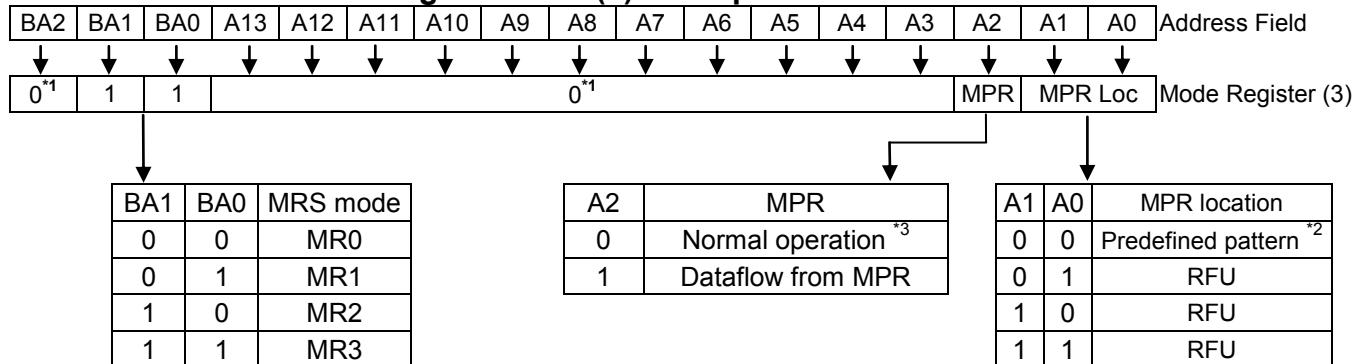 BA2 BA1 BA0 A13 A12 A11 A10 A9 A8 A7 A6 A5 A4 A3 A2 A1 A0 Address Field
0*1 1 1 0*1 MPR MPR Loc Mode Register (3)
BA1 BA0 MRS mode
0 0 MR0
0 1 MR1
1 0 MR2
1 1 MR3
A2 MPR
0 Normal operation *3
1 Dataflow from MPR
A1 A0 MPR location
0 0 Predefined pattern *2
0 1 RFU
1 0 RFU
1 1 RFU